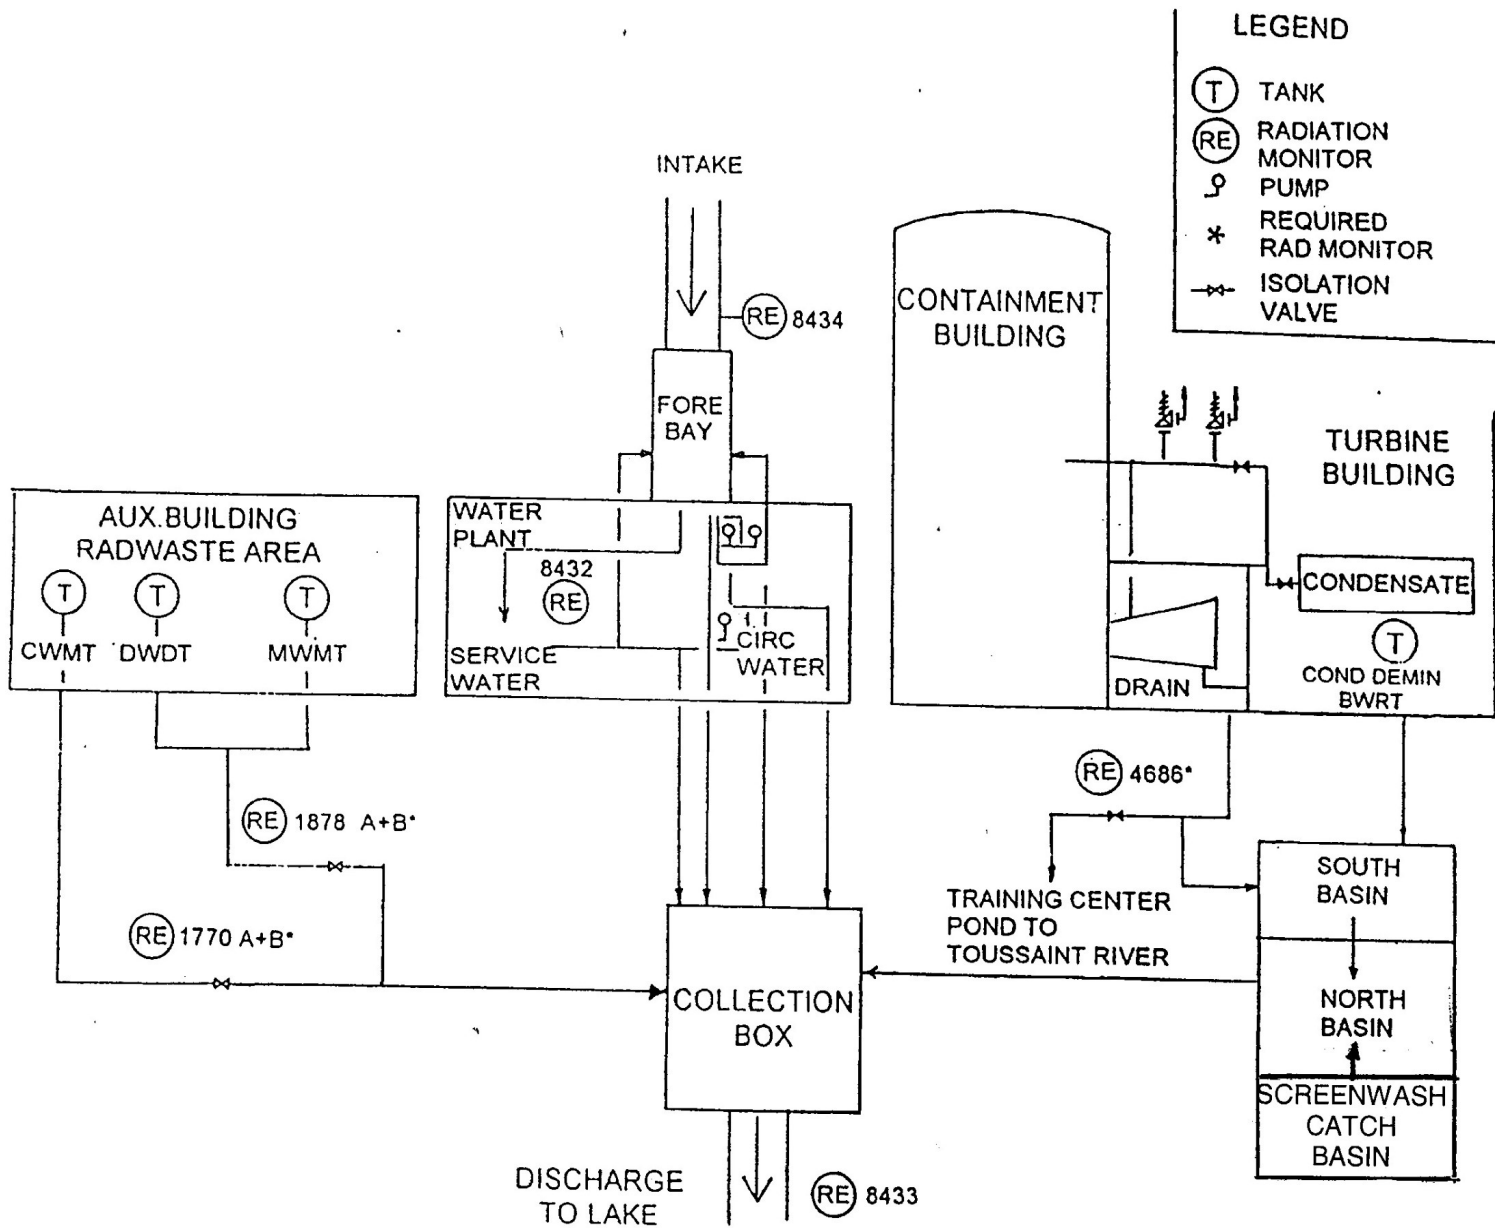 LEGEND
T TANK
RE RADIATION
MONITOR
PUMP
* REQUIRED
RAD MONITOR
ISOLATION
VALVE
INTAKE
RE 8434
FORE
BAY
CONTAINMENT
BUILDING
TURBINE
BUILDING
AUX.BUILDING
RADWASTE AREA
T T T
CWMT DWDT MWMT
WATER
PLANT
8432
RE
SERVICE
WATER
CIRC
WATER
CONDENSATE
T
COND DEMIN
BWRT
DRAIN
RE 4686*
RE 1878 A+B*
RE 1770 A+B*
TRAINING CENTER
POND TO
TOUSSAINT RIVER
SOUTH
BASIN
NORTH
BASIN
SCREENWASH
CATCH
BASIN
COLLECTION
BOX
DISCHARGE
TO LAKE
RE 8433